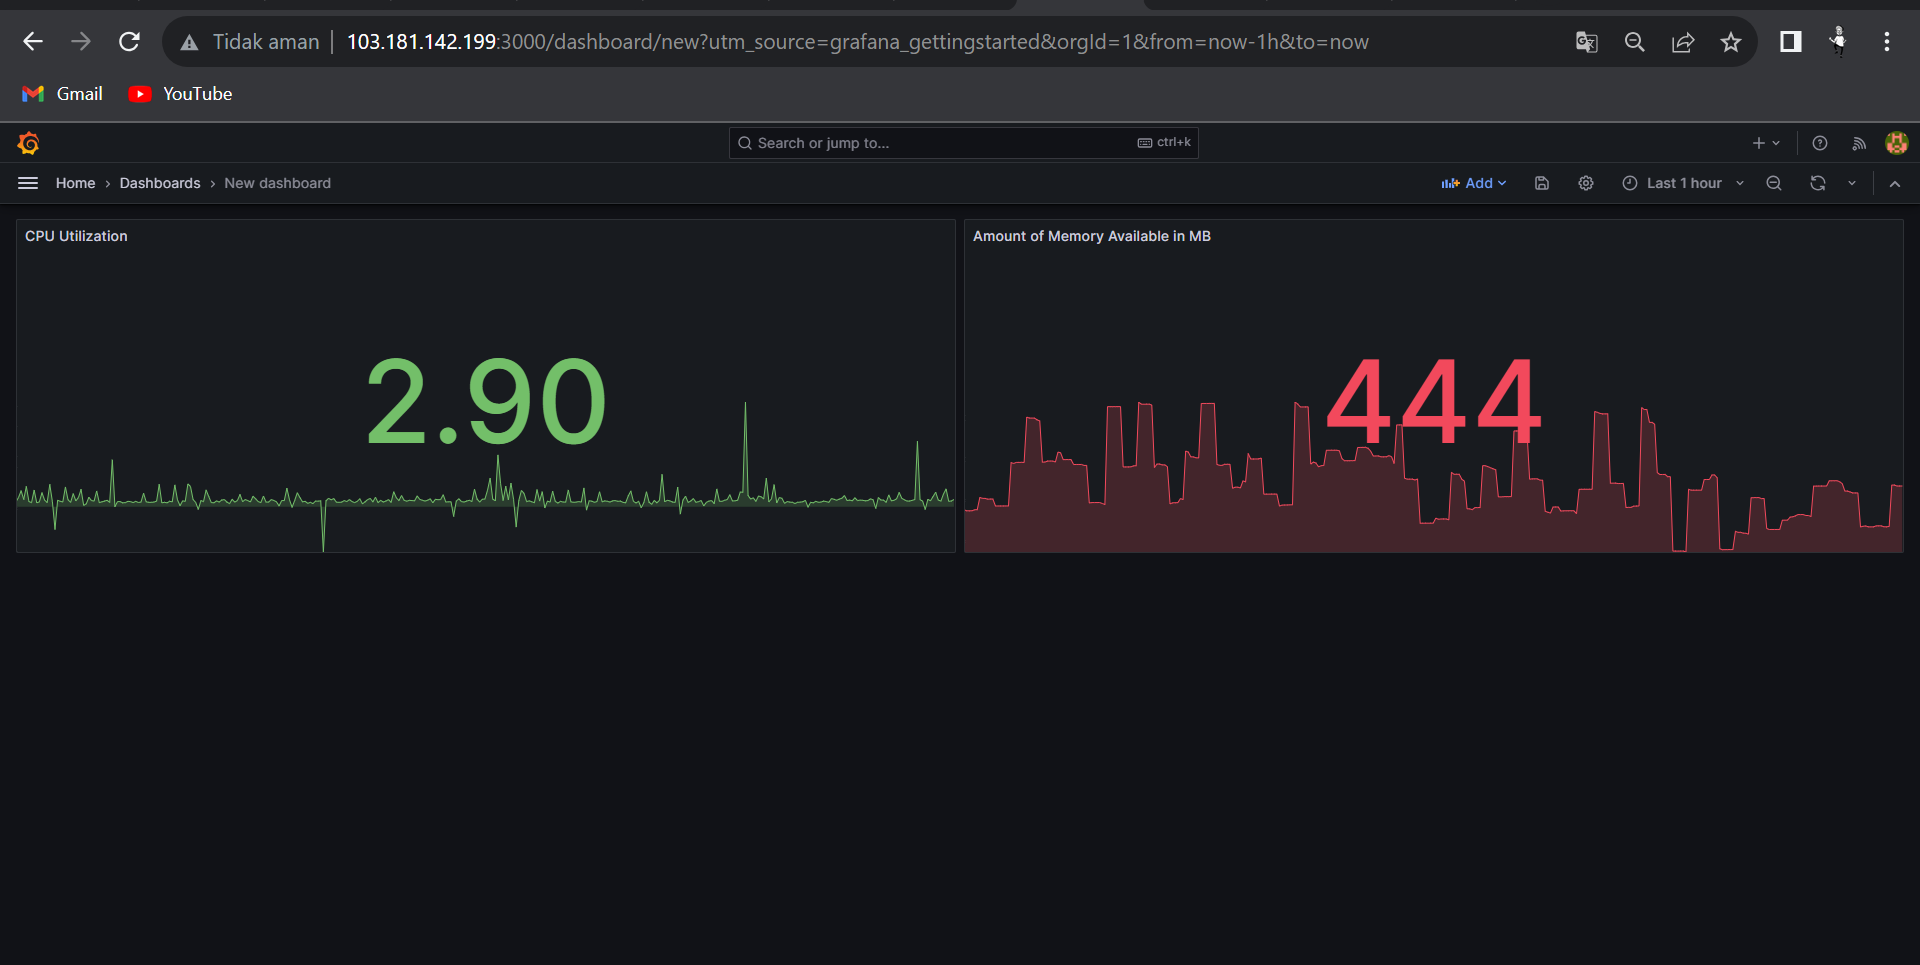 Tidak aman
103.181.142.199:3000/dashboard/new?utm_source=grafana_gettingstarted&orgId=1&from=now-1h&to=now
Gmail YouTube
Search or jump to... ctrl+k
Home › Dashboards › New dashboard
Add Last 1 hour
CPU Utilization
2.90
Amount of Memory Available in MB
444